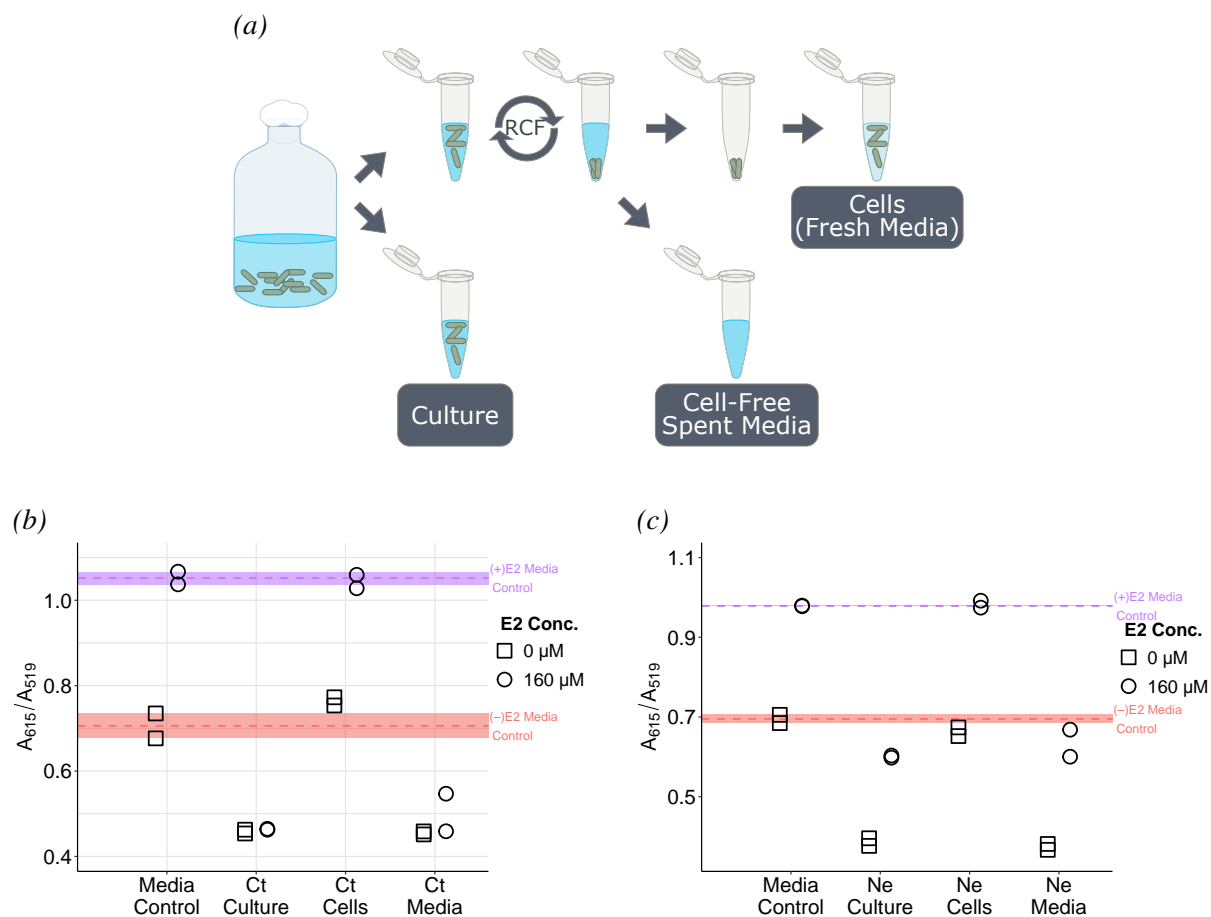 (a)
RCF
Cells
(Fresh Media)
Culture
Cell-Free
Spent Media
(b)
A615/A519
1.0
0.8
0.6
0.4
(+)E2 Media
Control
(−)E2 Media
Control
E2 Conc.
0 µM
160 µM
Media
Control
Ct
Culture
Ct
Cells
Ct
Media
(c)
A615/A519
1.1
0.9
0.7
0.5
(+)E2 Media
Control
E2 Conc.
0 µM
160 µM
(−)E2 Media
Control
Media
Control
Ne
Culture
Ne
Cells
Ne
Media